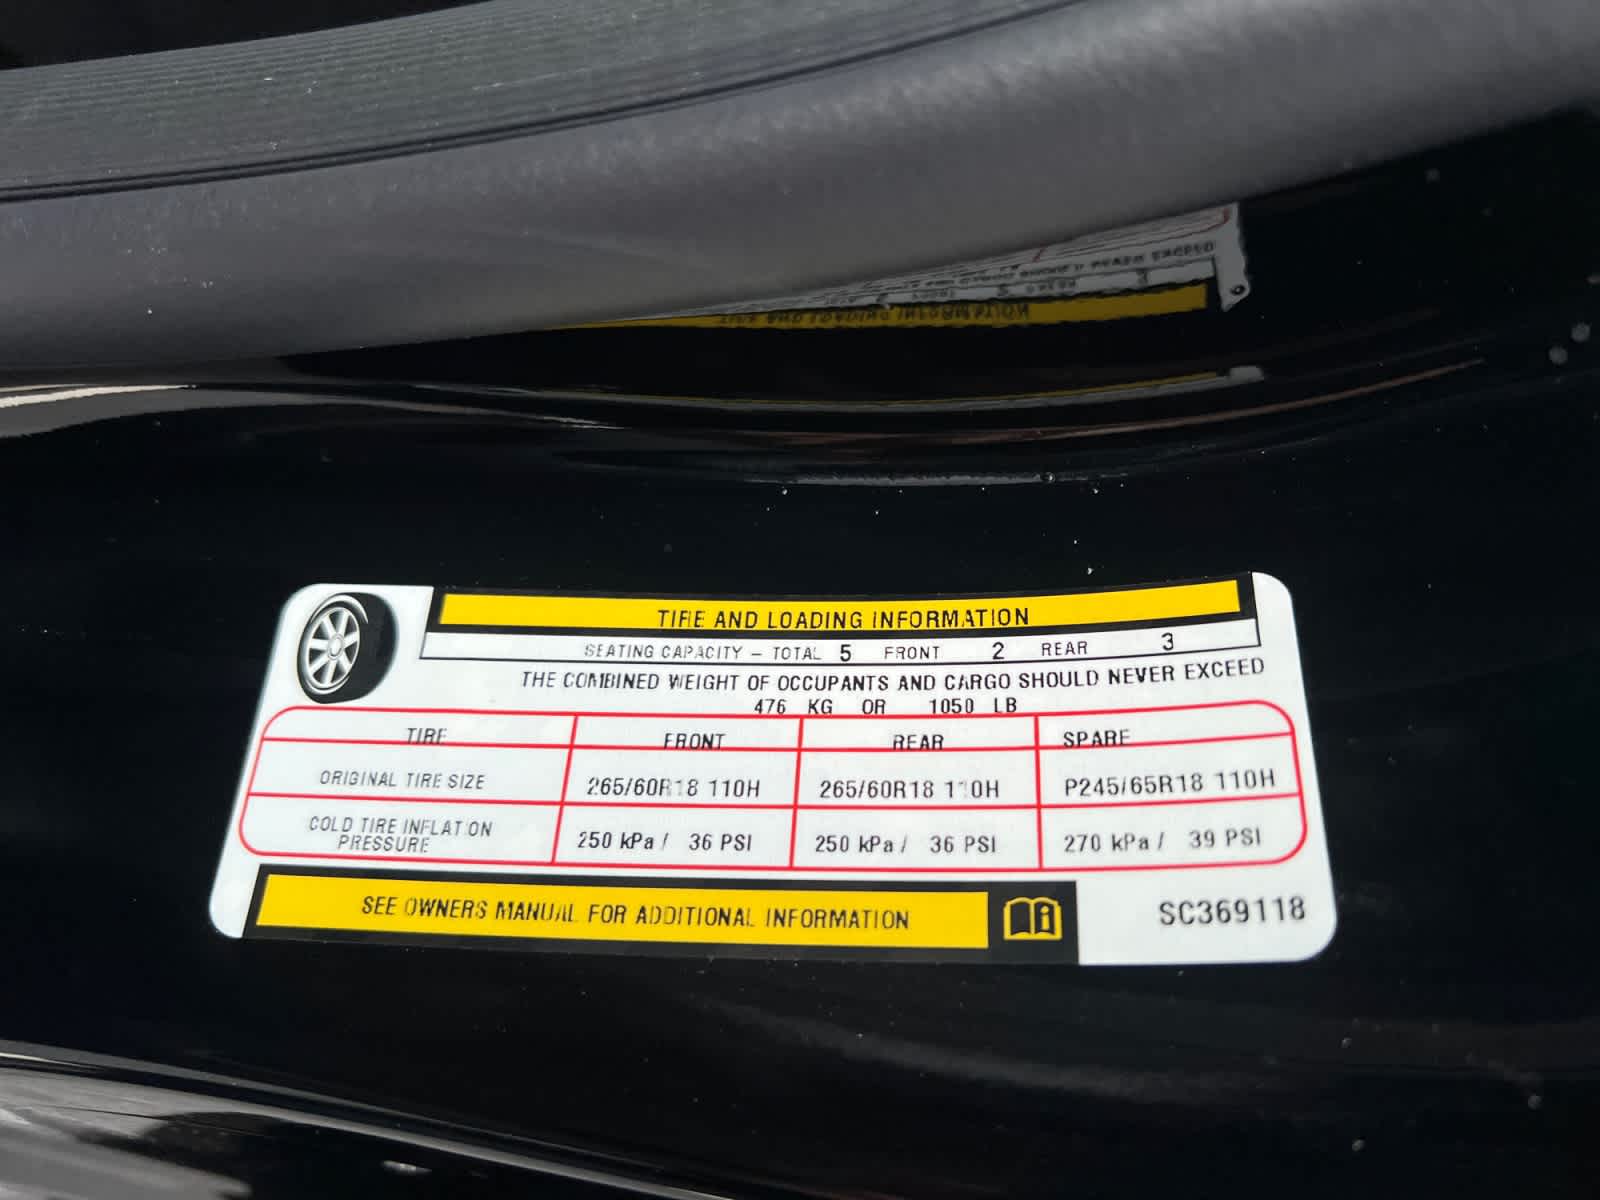 TIRE AND LOADING INFORMATION
SEATING CAPACITY – TOTAL 5 FRONT 2 REAR 3
THE COMBINED WEIGHT OF OCCUPANTS AND CARGO SHOULD NEVER EXCEED
476 KG OR 1050 LB
TIRE FRONT REAR SPARE
ORIGINAL TIRE SIZE 265/60R18 110H 265/60R18 110H P245/65R18 110H
COLD TIRE INFLATION
PRESSURE 250 kPa / 36 PSI 250 kPa / 36 PSI 270 kPa / 39 PSI
SEE OWNERS MANUAL FOR ADDITIONAL INFORMATION
SC369118